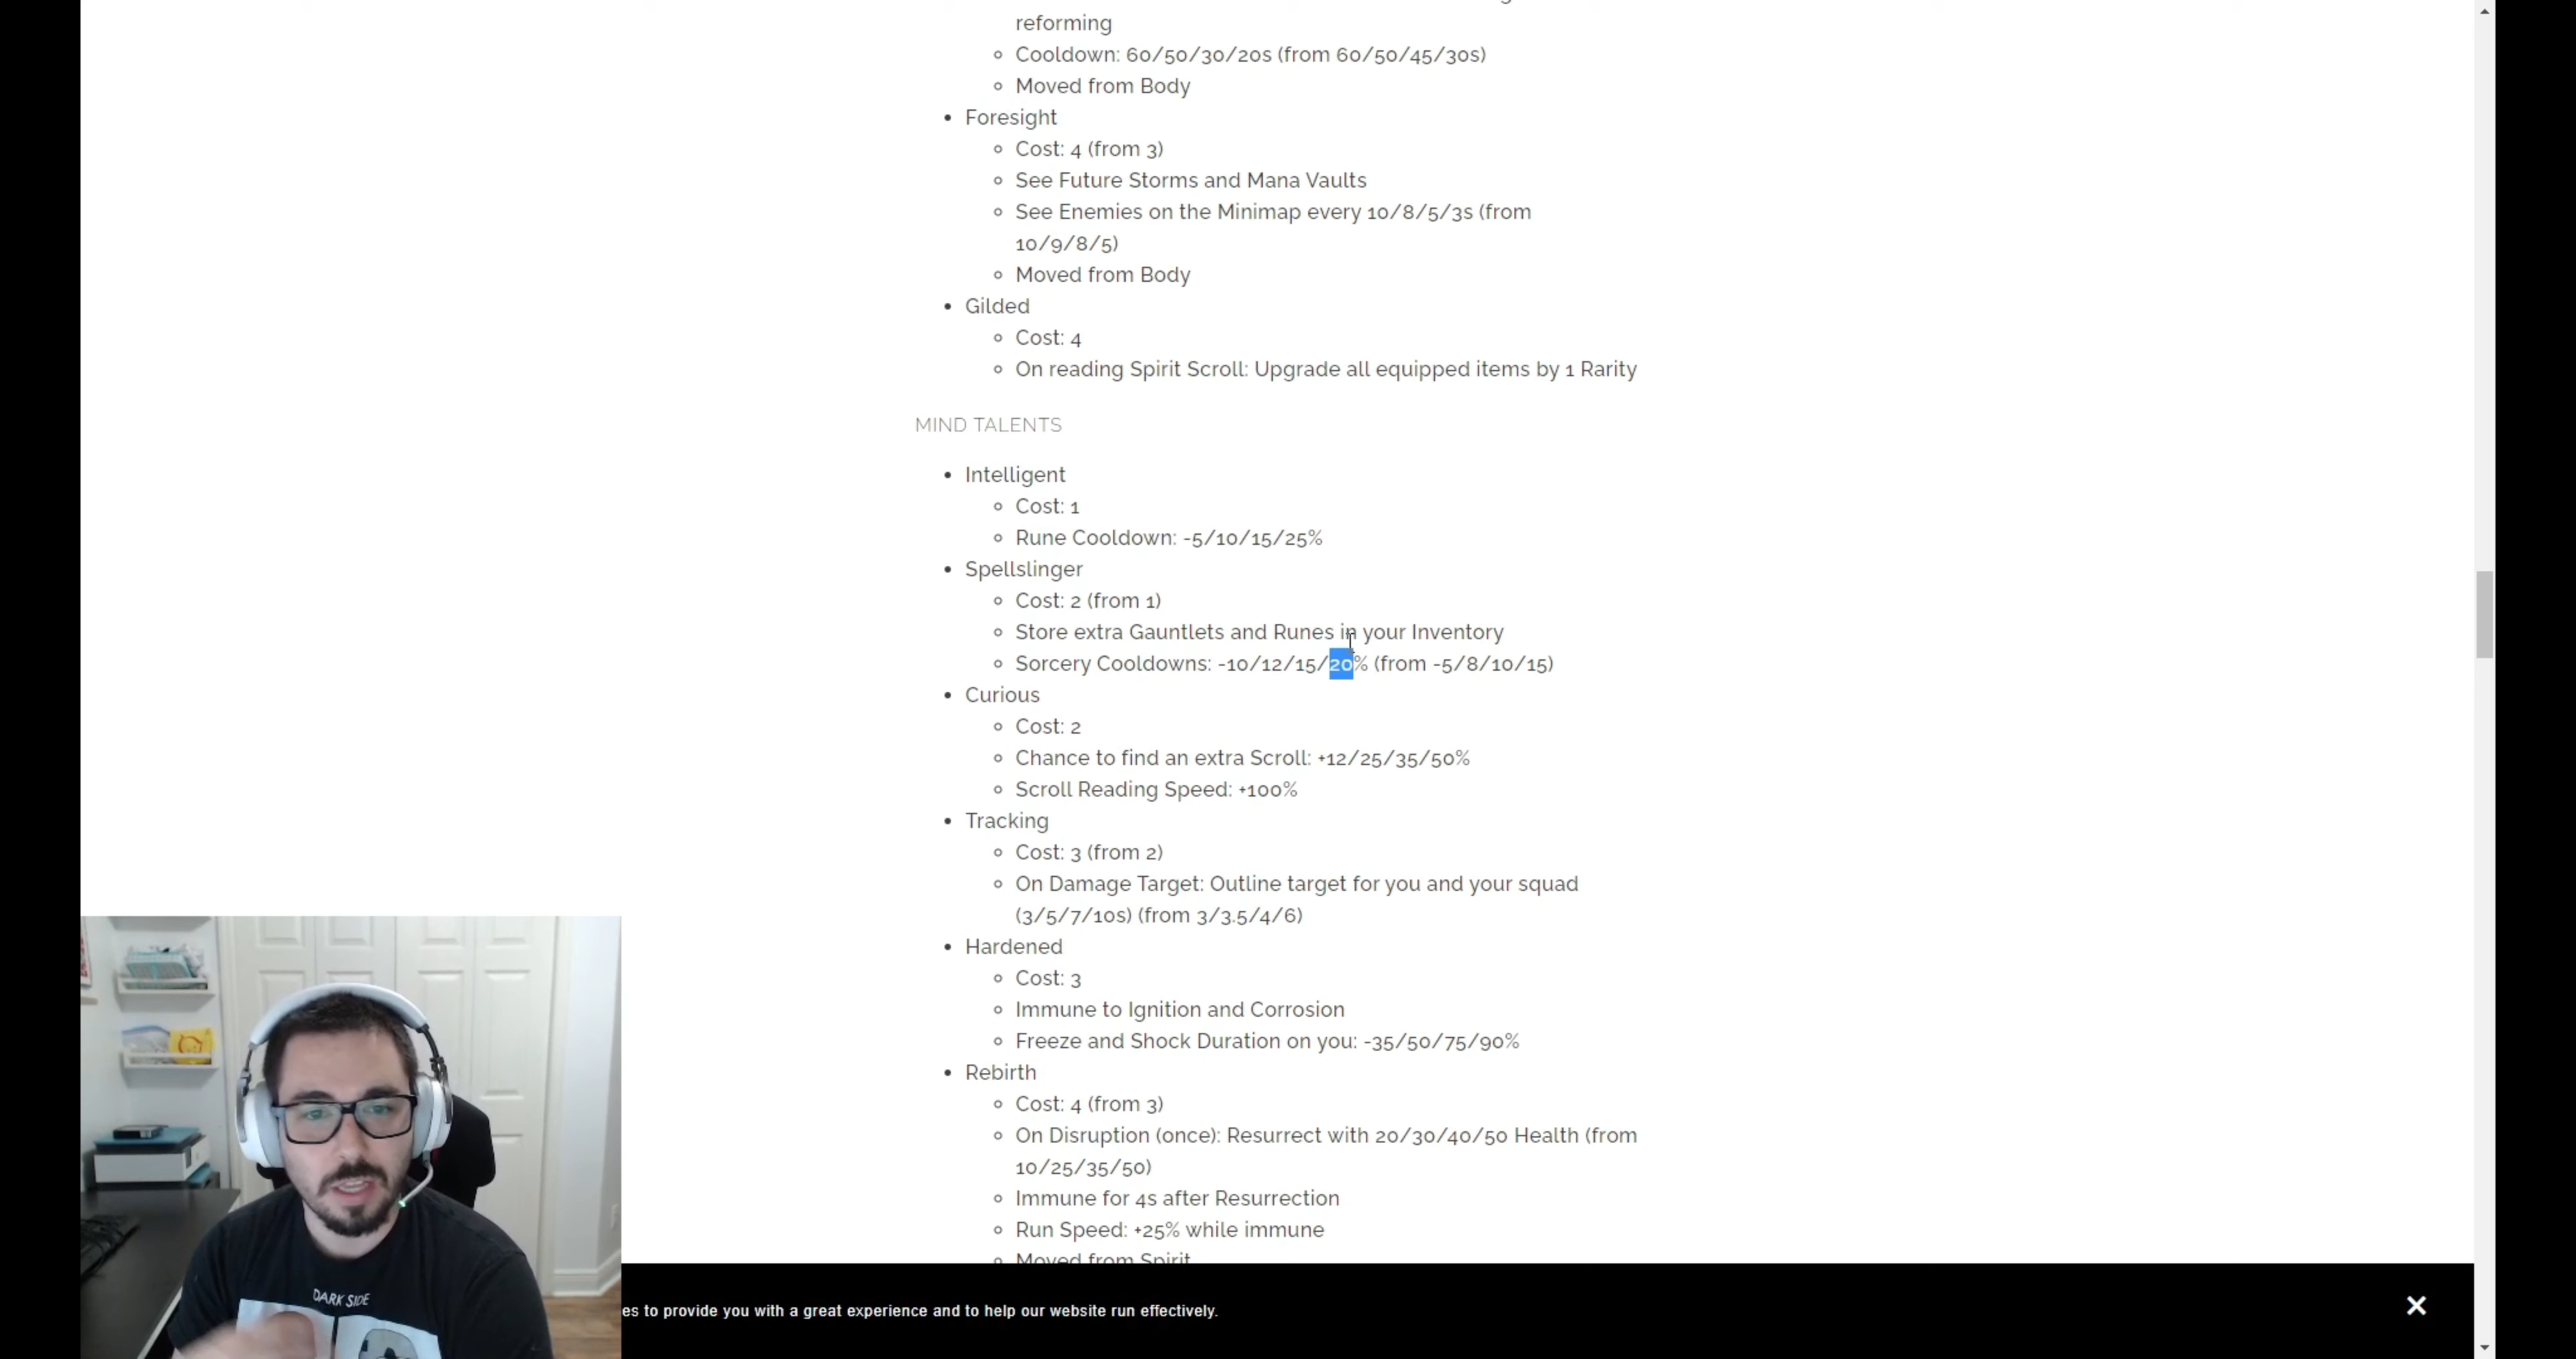 reforming
Cooldown: 60/50/30/20s (from 60/50/45/30s)
Moved from Body
Foresight
Cost: 4 (from 3)
See Future Storms and Mana Vaults
See Enemies on the Minimap every 10/8/5/3s (from
10/9/8/5)
Moved from Body
Gilded
Cost: 4
On reading Spirit Scroll: Upgrade all equipped items by 1 Rarity
MIND TALENTS
Intelligent
Cost: 1
Rune Cooldown: -5/10/15/25%
Spellslinger
Cost: 2 (from 1)
Store extra Gauntlets and Runes in your Inventory
Sorcery Cooldowns: -10/12/15/20% (from -5/8/10/15)
Curious
Cost: 2
Chance to find an extra Scroll: +12/25/35/50%
Scroll Reading Speed: +100%
Tracking
Cost: 3 (from 2)
On Damage Target: Outline target for you and your squad
(3/5/7/10s) (from 3/3.5/4/6)
Hardened
Cost: 3
Immune to Ignition and Corrosion
Freeze and Shock Duration on you: -35/50/75/90%
Rebirth
Cost: 4 (from 3)
On Disruption (once): Resurrect with 20/30/40/50 Health (from
10/25/35/50)
Immune for 4s after Resurrection
Run Speed: +25% while immune
Moved from Spirit
DARK SIDE
es to provide you with a great experience and to help our website run effectively.